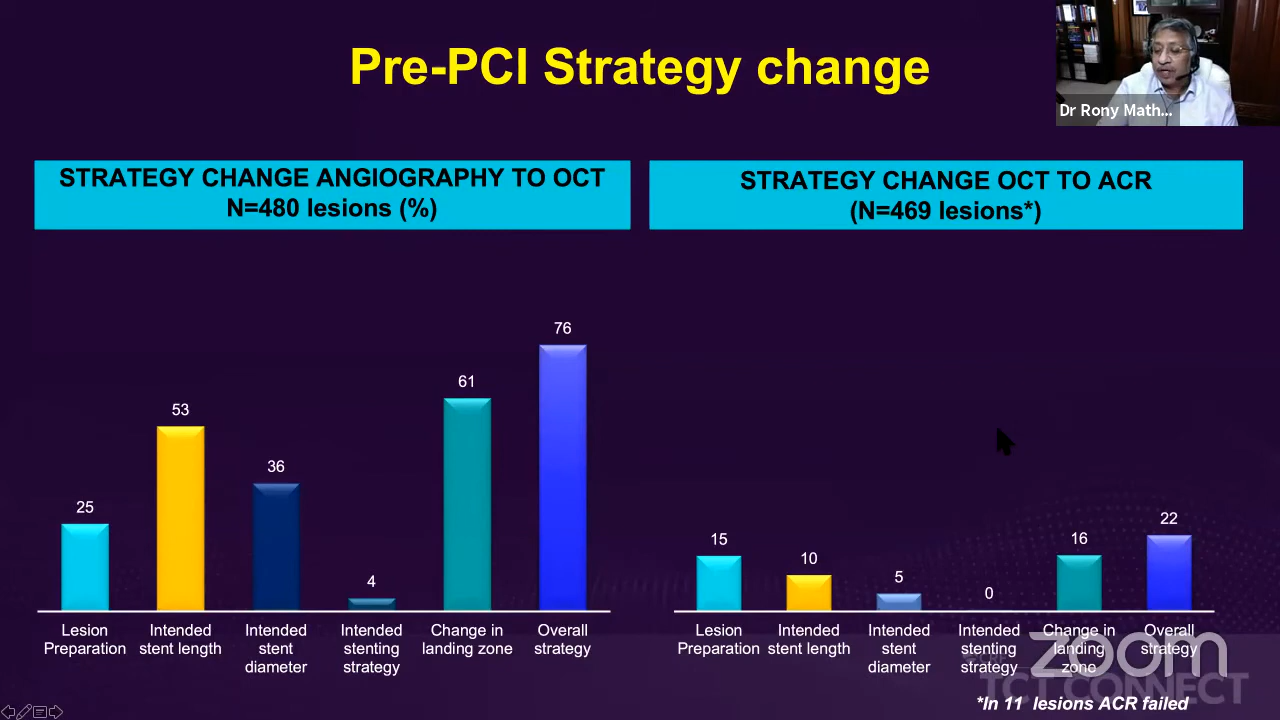 Pre-PCI Strategy change
Dr Rony Math...
STRATEGY CHANGE ANGIOGRAPHY TO OCT
N=480 lesions (%)
25
53
36
4
61
76
Lesion
Preparation
Intended
stent length
Intended
stent
diameter
Intended
stenting
strategy
Change in
landing zone
Overall
strategy
STRATEGY CHANGE OCT TO ACR
(N=469 lesions*)
15
10
5
0
16
22
Lesion
Preparation
Intended
stent length
Intended
stent
diameter
Intended
stenting
strategy
Change in
landing
zone
Overall
strategy
zoom
TCT CONNECT
*In 11 lesions ACR failed